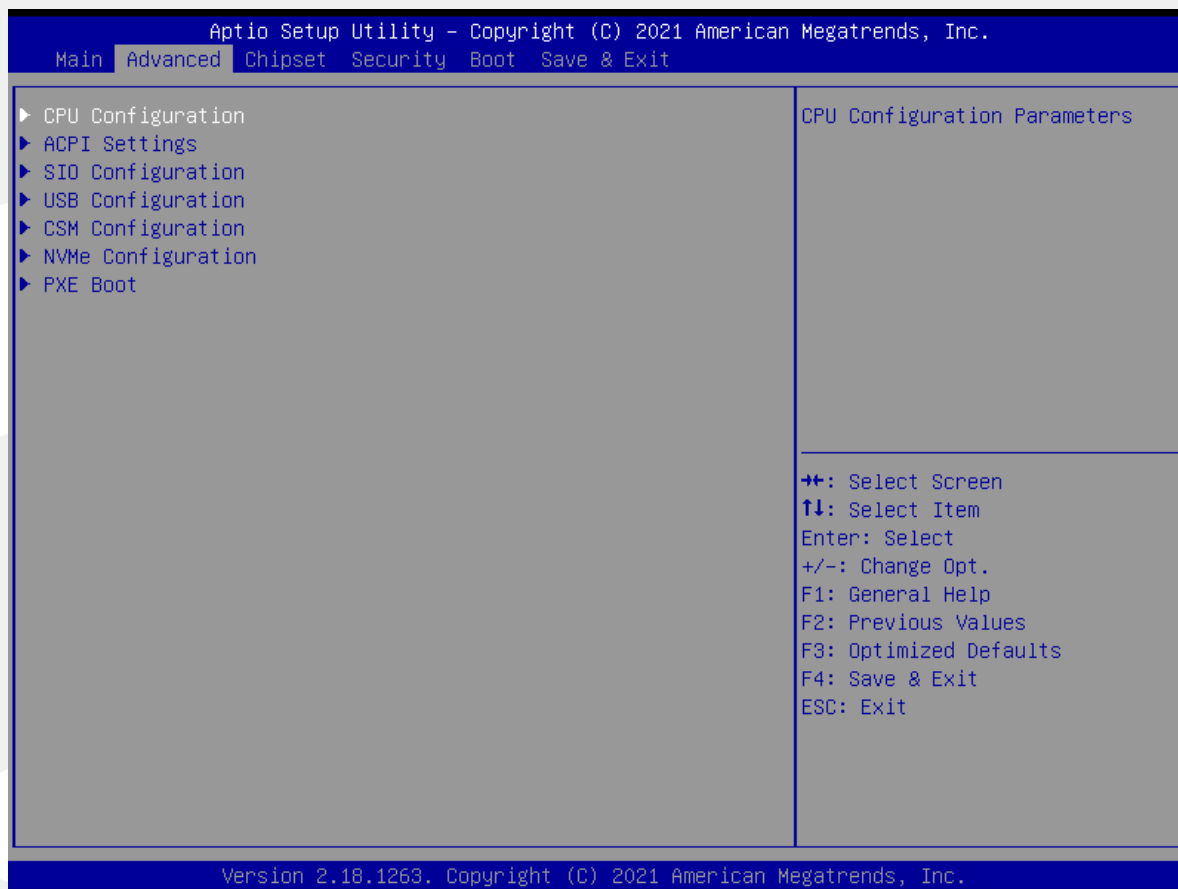 Aptio Setup Utility – Copyright (C) 2021 American Megatrends, Inc.
Main Advanced Chipset Security Boot Save & Exit
▶ CPU Configuration
▶ ACPI Settings
▶ SIO Configuration
▶ USB Configuration
▶ CSM Configuration
▶ NVMe Configuration
▶ PXE Boot
CPU Configuration Parameters
→←: Select Screen
↑↓: Select Item
Enter: Select
+/-: Change Opt.
F1: General Help
F2: Previous Values
F3: Optimized Defaults
F4: Save & Exit
ESC: Exit
Version 2.18.1263. Copyright (C) 2021 American Megatrends, Inc.